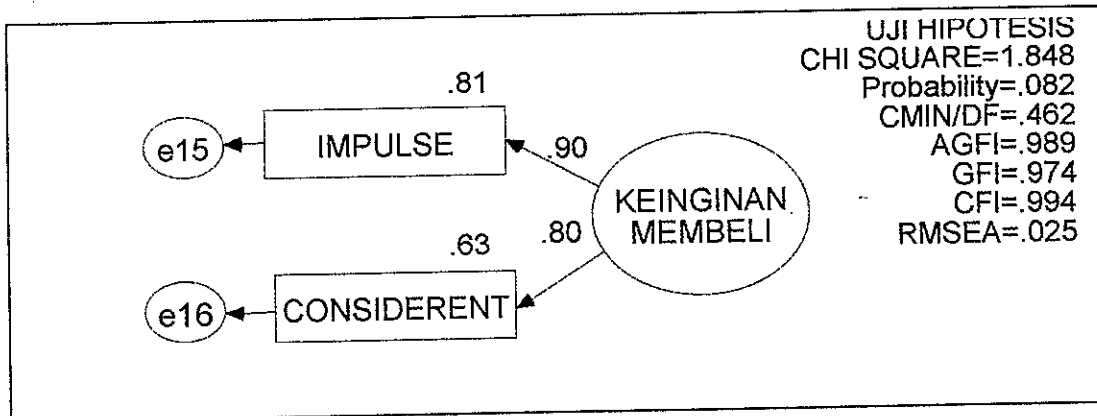 UJI HIPOTESIS
CHI SQUARE=1.848
Probability=.082
CMIN/DF=.462
AGFI=.989
GFI=.974
CFI=.994
RMSEA=.025
.81
e15
IMPULSE
.90
KEINGINAN
MEMBELI
.80
.63
e16
CONSIDERENT